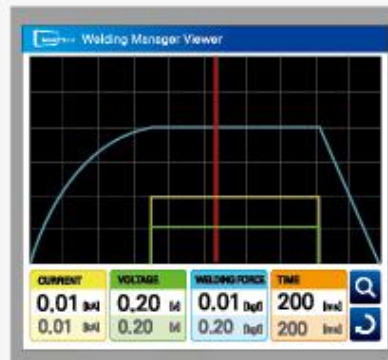 Welding Manager Viewer
CURRENT VOLTAGE WELDING FORCE TIME
0.01 [kA] 0.20 [V] 0.01 [kgf] 200 [ms]
0.01 [kA] 0.20 [V] 0.20 [kgf] 200 [ms]